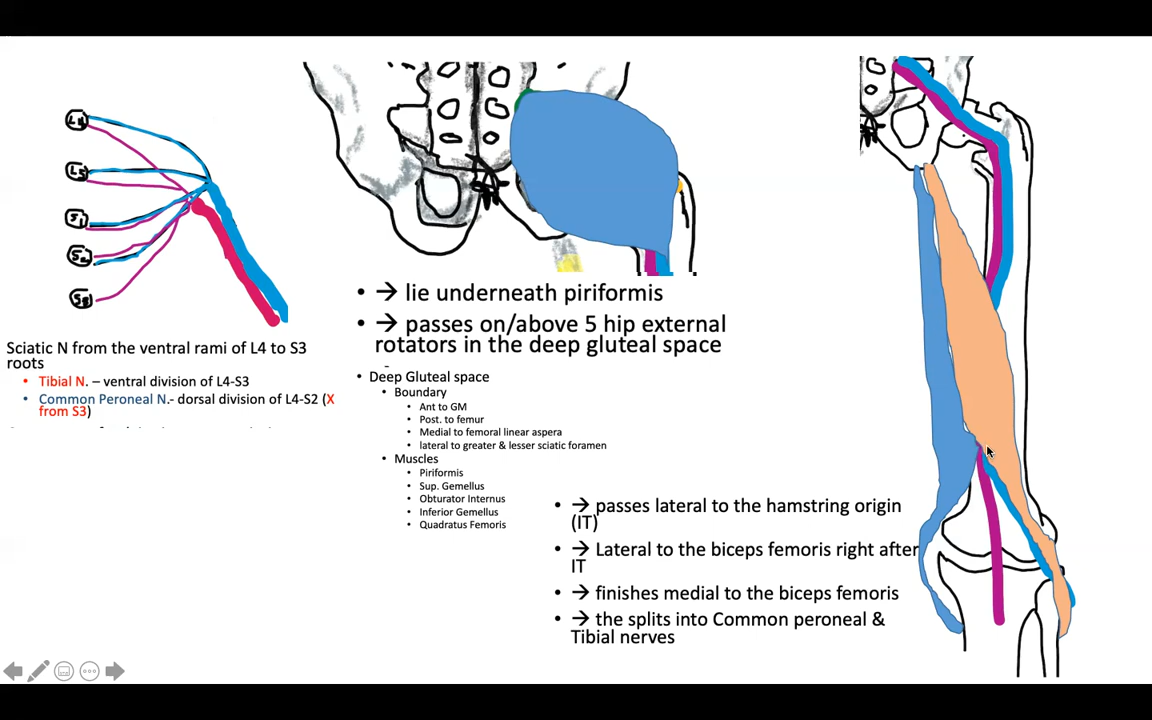 L4
L5
S1
S2
S3
Sciatic N from the ventral rami of L4 to S3
roots
• Tibial N. – ventral division of L4-S3
• Common Peroneal N.- dorsal division of L4-S2 (X
from S3)
• → lie underneath piriformis
• → passes on/above 5 hip external
rotators in the deep gluteal space
• Deep Gluteal space
• Boundary
• Ant to GM
• Post. to femur
• Medial to femoral linear aspera
• lateral to greater & lesser sciatic foramen
• Muscles
• Piriformis
• Sup. Gemellus
• Obturator Internus
• Inferior Gemellus
• Quadratus Femoris
• → passes lateral to the hamstring origin
(IT)
• → Lateral to the biceps femoris right after
IT
• → finishes medial to the biceps femoris
• → the splits into Common peroneal &
Tibial nerves